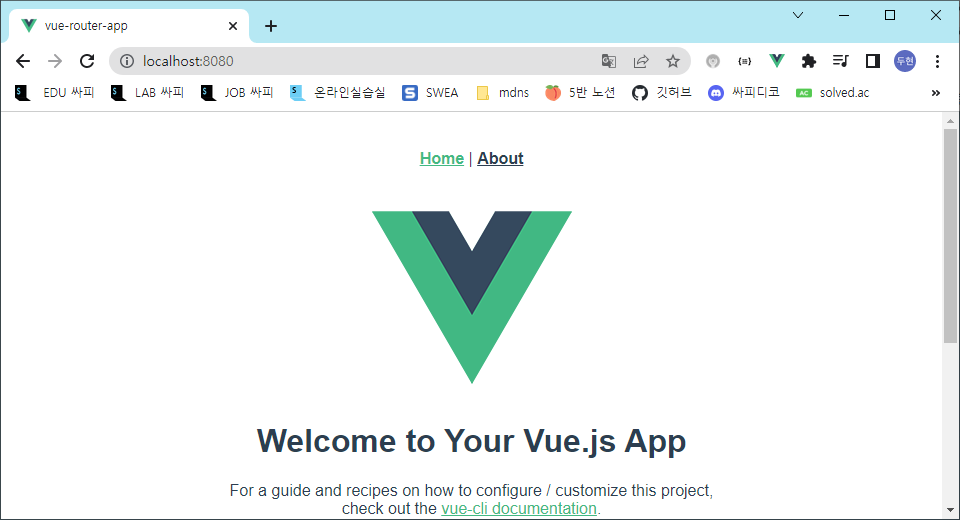 vue-router-app
localhost:8080
두현
EDU 싸피 LAB 싸피 JOB 싸피 온라인실습실 SWEA mdns 5반 노션 깃허브 싸피디코 AC solved.ac »
Home | About
Welcome to Your Vue.js App
For a guide and recipes on how to configure / customize this project,
check out the vue-cli documentation.